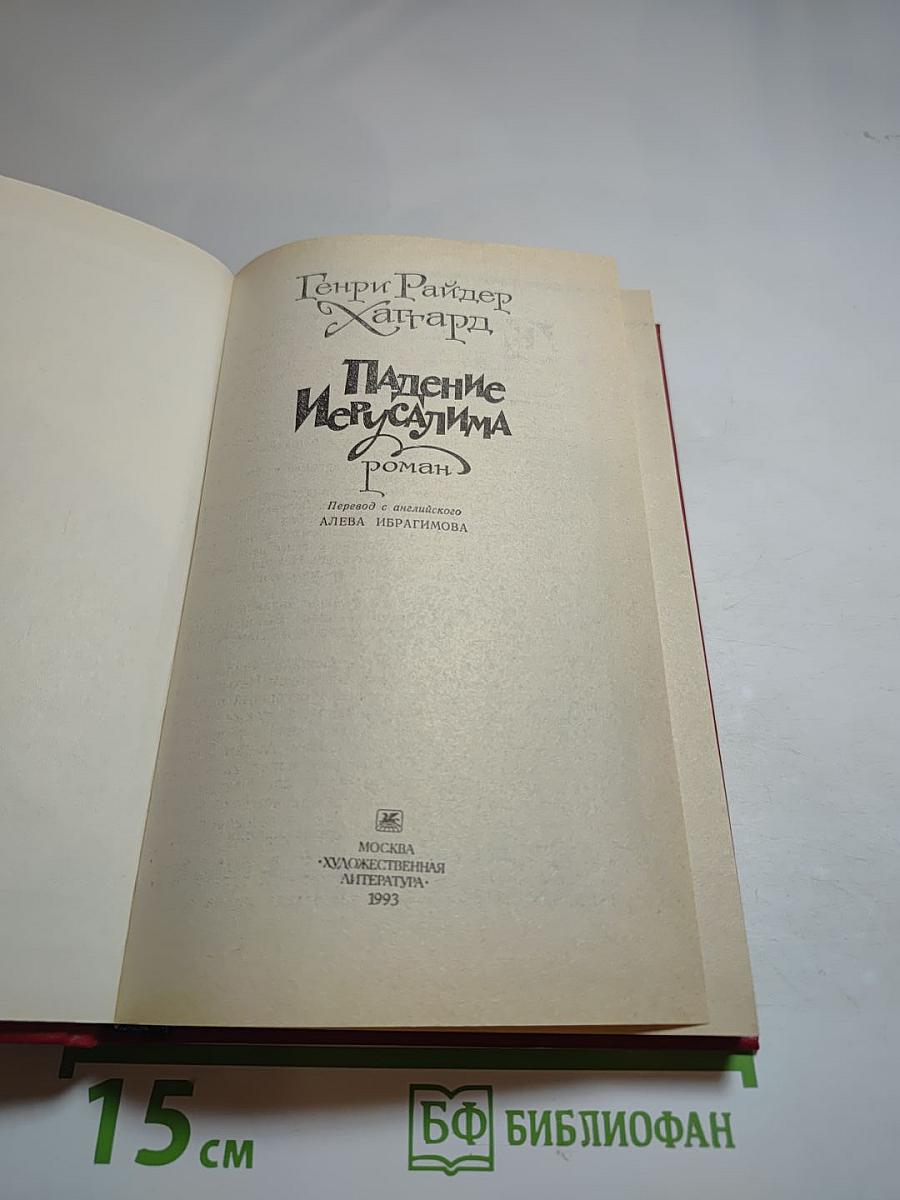 Генри Райдер
Хаггард
Падение
Иерусалима
роман
Перевод с английского
АЛЕВА ИБРАГИМОВА
МОСКВА
·ХУДОЖЕСТВЕННАЯ
ЛИТЕРАТУРА·
1993
15 см
БФ БИБЛИОФАН